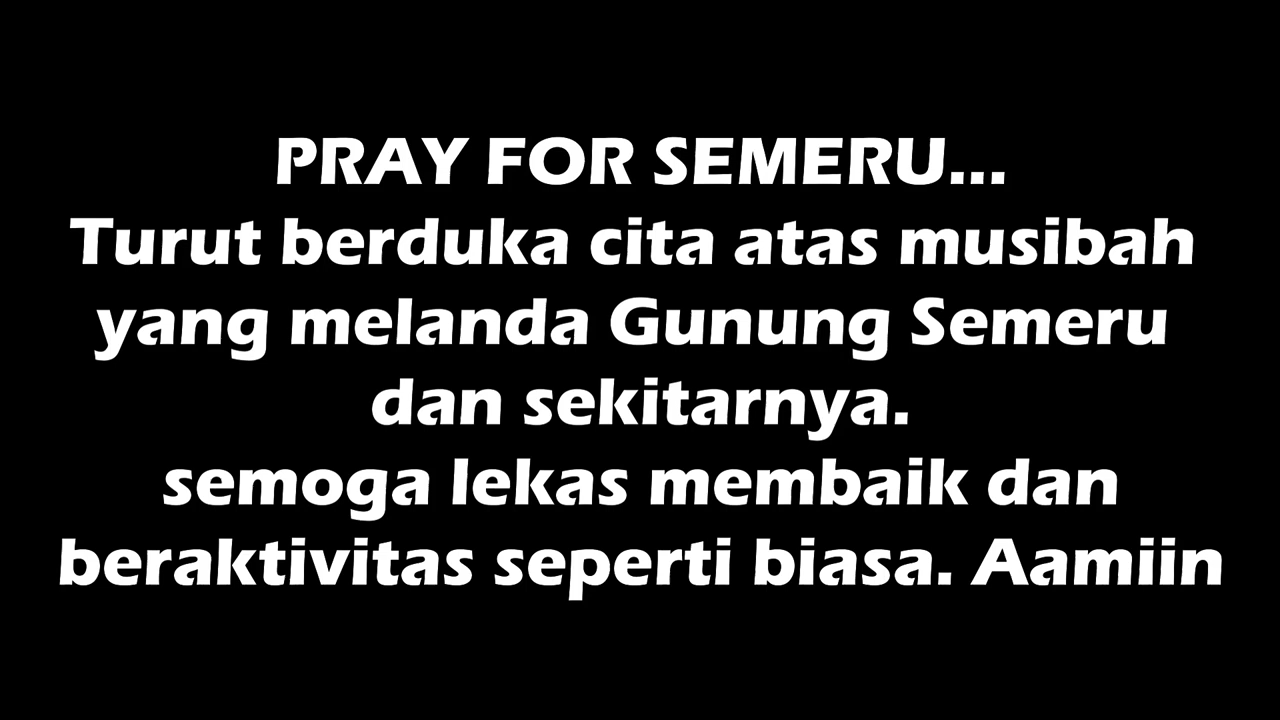 PRAY FOR SEMERU...
Turut berduka cita atas musibah
yang melanda Gunung Semeru
dan sekitarnya.
semoga lekas membaik dan
beraktivitas seperti biasa. Aamiin